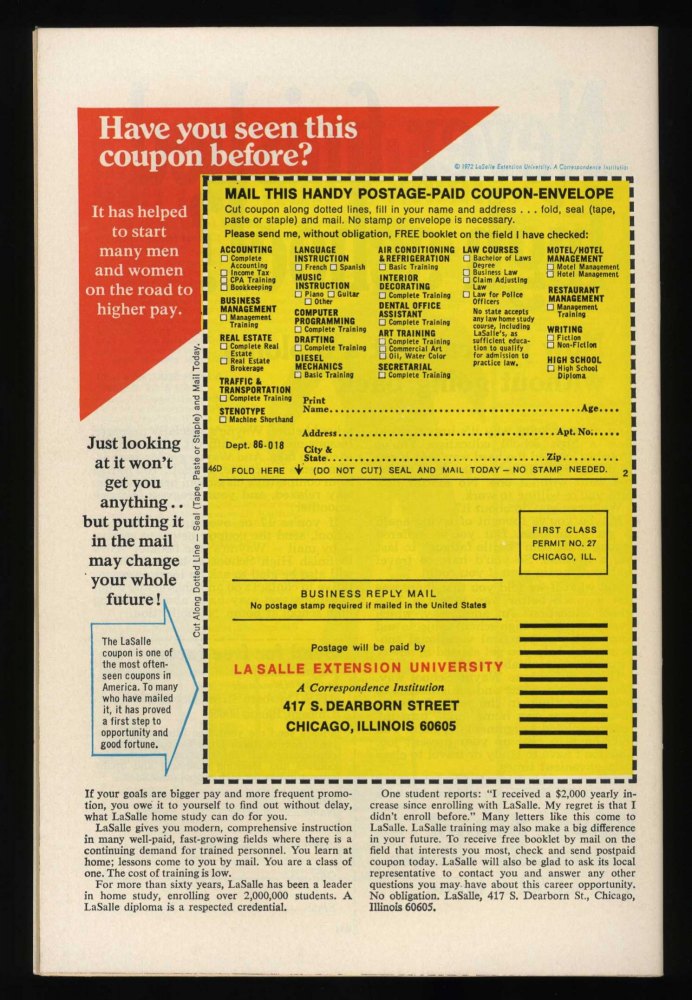 Have you seen this
coupon before?
© 1972 LaSalle Extension University. A Correspondence Institution
It has helped
to start
many men
and women
on the road to
higher pay.
MAIL THIS HANDY POSTAGE-PAID COUPON-ENVELOPE
Cut coupon along dotted lines, fill in your name and address . . . fold, seal (tape,
paste or staple) and mail. No stamp or envelope is necessary.
Please send me, without obligation, FREE booklet on the field I have checked:
ACCOUNTING
☐ Complete
Accounting
☐ Income Tax
☐ CPA Training
☐ Bookkeeping
BUSINESS
MANAGEMENT
☐ Management
Training
REAL ESTATE
☐ Complete Real
Estate
☐ Real Estate
Brokerage
TRAFFIC &
TRANSPORTATION
☐ Complete Training
STENOTYPE
☐ Machine Shorthand
LANGUAGE
INSTRUCTION
☐ French ☐ Spanish
MUSIC
INSTRUCTION
☐ Piano ☐ Guitar
☐ Other
COMPUTER
PROGRAMMING
☐ Complete Training
DRAFTING
☐ Complete Training
DIESEL
MECHANICS
☐ Basic Training
AIR CONDITIONING
& REFRIGERATION
☐ Basic Training
INTERIOR
DECORATING
☐ Complete Training
DENTAL OFFICE
ASSISTANT
☐ Complete Training
ART TRAINING
☐ Complete Training
☐ Commercial Art
☐ Oil, Water Color
SECRETARIAL
☐ Complete Training
LAW COURSES
☐ Bachelor of Laws
Degree
☐ Business Law
☐ Claim Adjusting
Law
☐ Law for Police
Officers
No state accepts
any law home study
course, including
LaSalle's, as
sufficient educa-
tion to qualify
for admission to
practice law.
MOTEL/HOTEL
MANAGEMENT
☐ Motel Management
☐ Hotel Management
RESTAURANT
MANAGEMENT
☐ Management
Training
WRITING
☐ Fiction
☐ Non-Fiction
HIGH SCHOOL
☐ High School
Diploma
Print
Name.......... Age....
Address.......... Apt. No.....
Dept. 86-018
City &
State.......... Zip..........
46D FOLD HERE ↓ (DO NOT CUT) SEAL AND MAIL TODAY — NO STAMP NEEDED. 2
Cut Along Dotted Line — Seal (Tape, Paste or Staple) and Mail Today.
Just looking
at it won't
get you
anything . .
but putting it
in the mail
may change
your whole
future!
The LaSalle
coupon is one of
the most often-
seen coupons in
America. To many
who have mailed
it, it has proved
a first step to
opportunity and
good fortune.
FIRST CLASS
PERMIT NO. 27
CHICAGO, ILL.
BUSINESS REPLY MAIL
No postage stamp required if mailed in the United States
Postage will be paid by
LA SALLE EXTENSION UNIVERSITY
A Correspondence Institution
417 S. DEARBORN STREET
CHICAGO, ILLINOIS 60605
If your goals are bigger pay and more frequent promo-
tion, you owe it to yourself to find out without delay,
what LaSalle home study can do for you.
LaSalle gives you modern, comprehensive instruction
in many well-paid, fast-growing fields where there is a
continuing demand for trained personnel. You learn at
home; lessons come to you by mail. You are a class of
one. The cost of training is low.
For more than sixty years, LaSalle has been a leader
in home study, enrolling over 2,000,000 students. A
LaSalle diploma is a respected credential.
One student reports: "I received a $2,000 yearly in-
crease since enrolling with LaSalle. My regret is that I
didn't enroll before." Many letters like this come to
LaSalle. LaSalle training may also make a big difference
in your future. To receive free booklet by mail on the
field that interests you most, check and send postpaid
coupon today. LaSalle will also be glad to ask its local
representative to contact you and answer any other
questions you may have about this career opportunity.
No obligation. LaSalle, 417 S. Dearborn St., Chicago,
Illinois 60605.